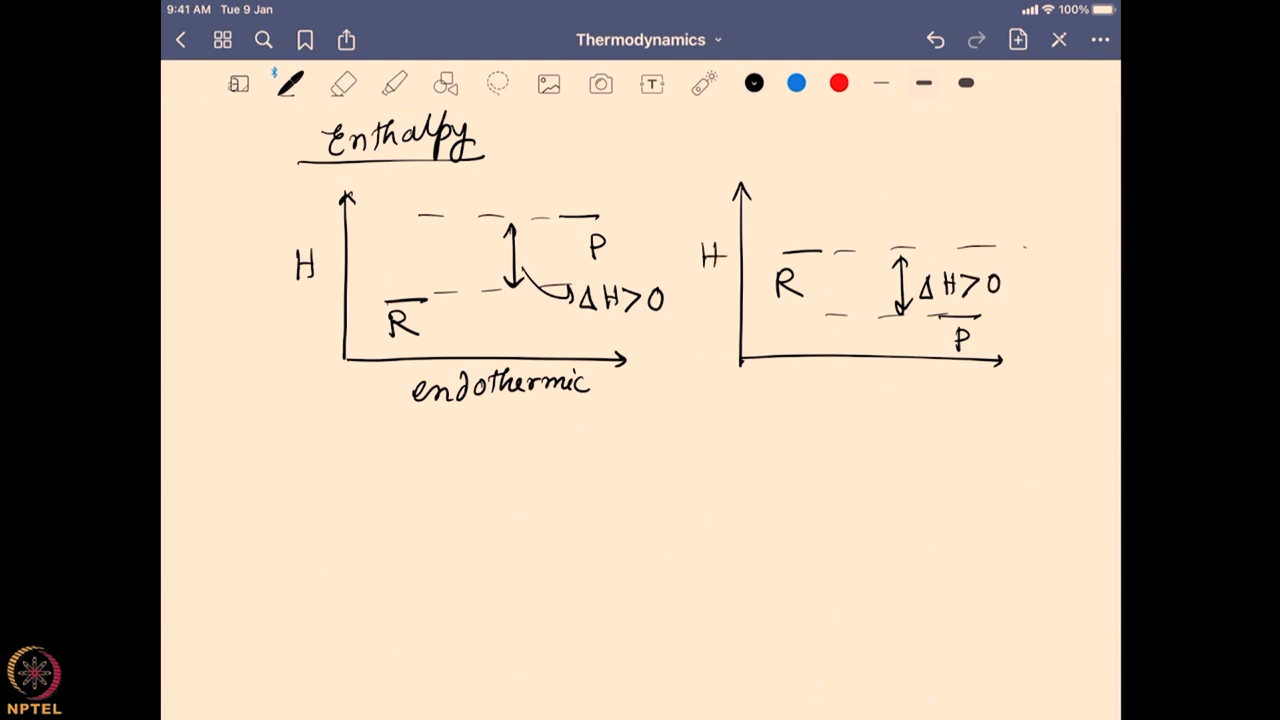 9:41 AM Tue 9 Jan 100%
Thermodynamics
T
Enthalpy
H
P
R
ΔH>0
endothermic
H
R
ΔH>0
P
NPTEL